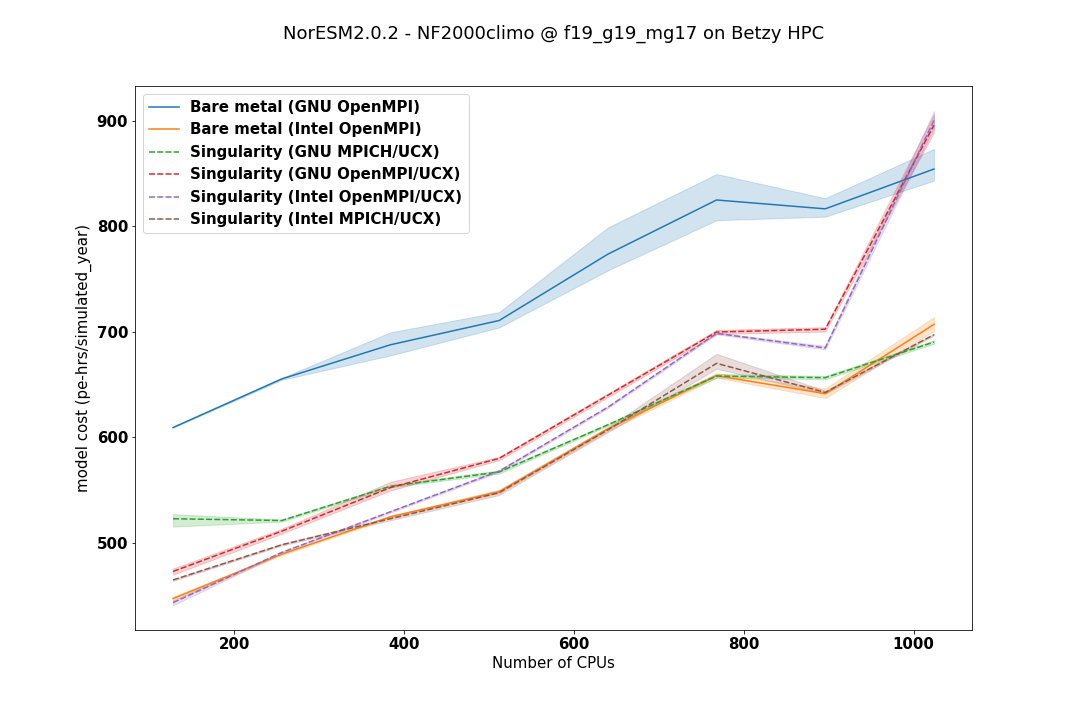 NorESM2.0.2 - NF2000climo @ f19_g19_mg17 on Betzy HPC
Bare metal (GNU OpenMPI)
Bare metal (Intel OpenMPI)
Singularity (GNU MPICH/UCX)
Singularity (GNU OpenMPI/UCX)
Singularity (Intel OpenMPI/UCX)
Singularity (Intel MPICH/UCX)
model cost (pe-hrs/simulated_year)
900
800
700
600
500
200 400 600 800 1000
Number of CPUs